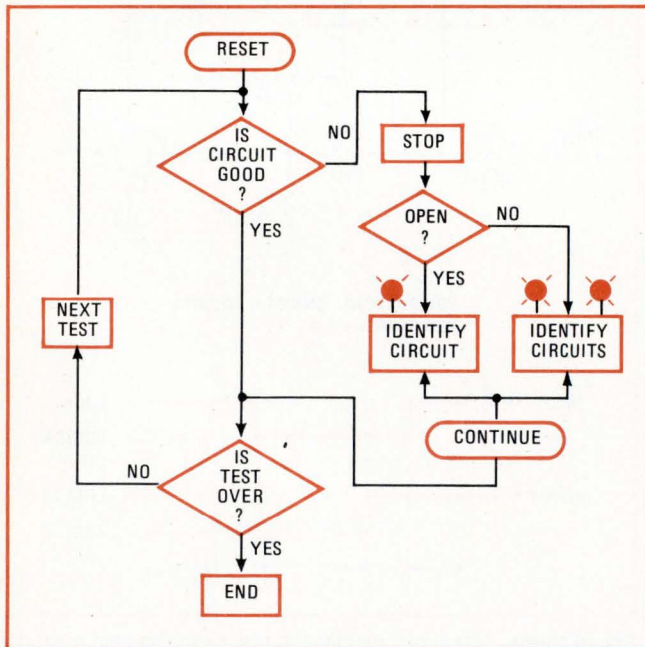 RESET
IS
CIRCUIT
GOOD
?
NO
STOP
YES
OPEN
?
NO
YES
NEXT
TEST
IDENTIFY
CIRCUIT
IDENTIFY
CIRCUITS
CONTINUE
IS
TEST
OVER
?
NO
YES
END